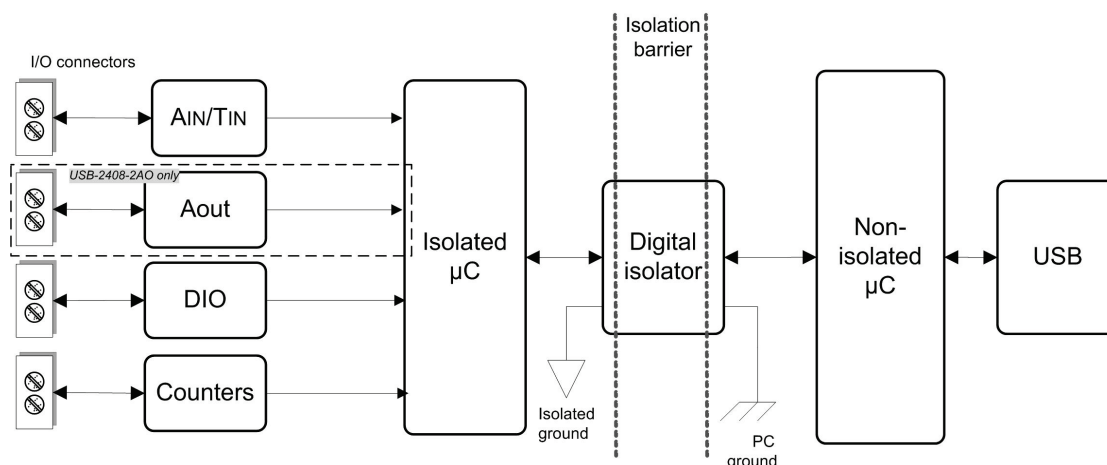 Isolation
barrier
I/O connectors
AIN/TIN
USB-2408-2AO only
Aout
Isolated
µC
Digital
isolator
Non-
isolated
µC
USB
DIO
Counters
Isolated
ground
PC
ground